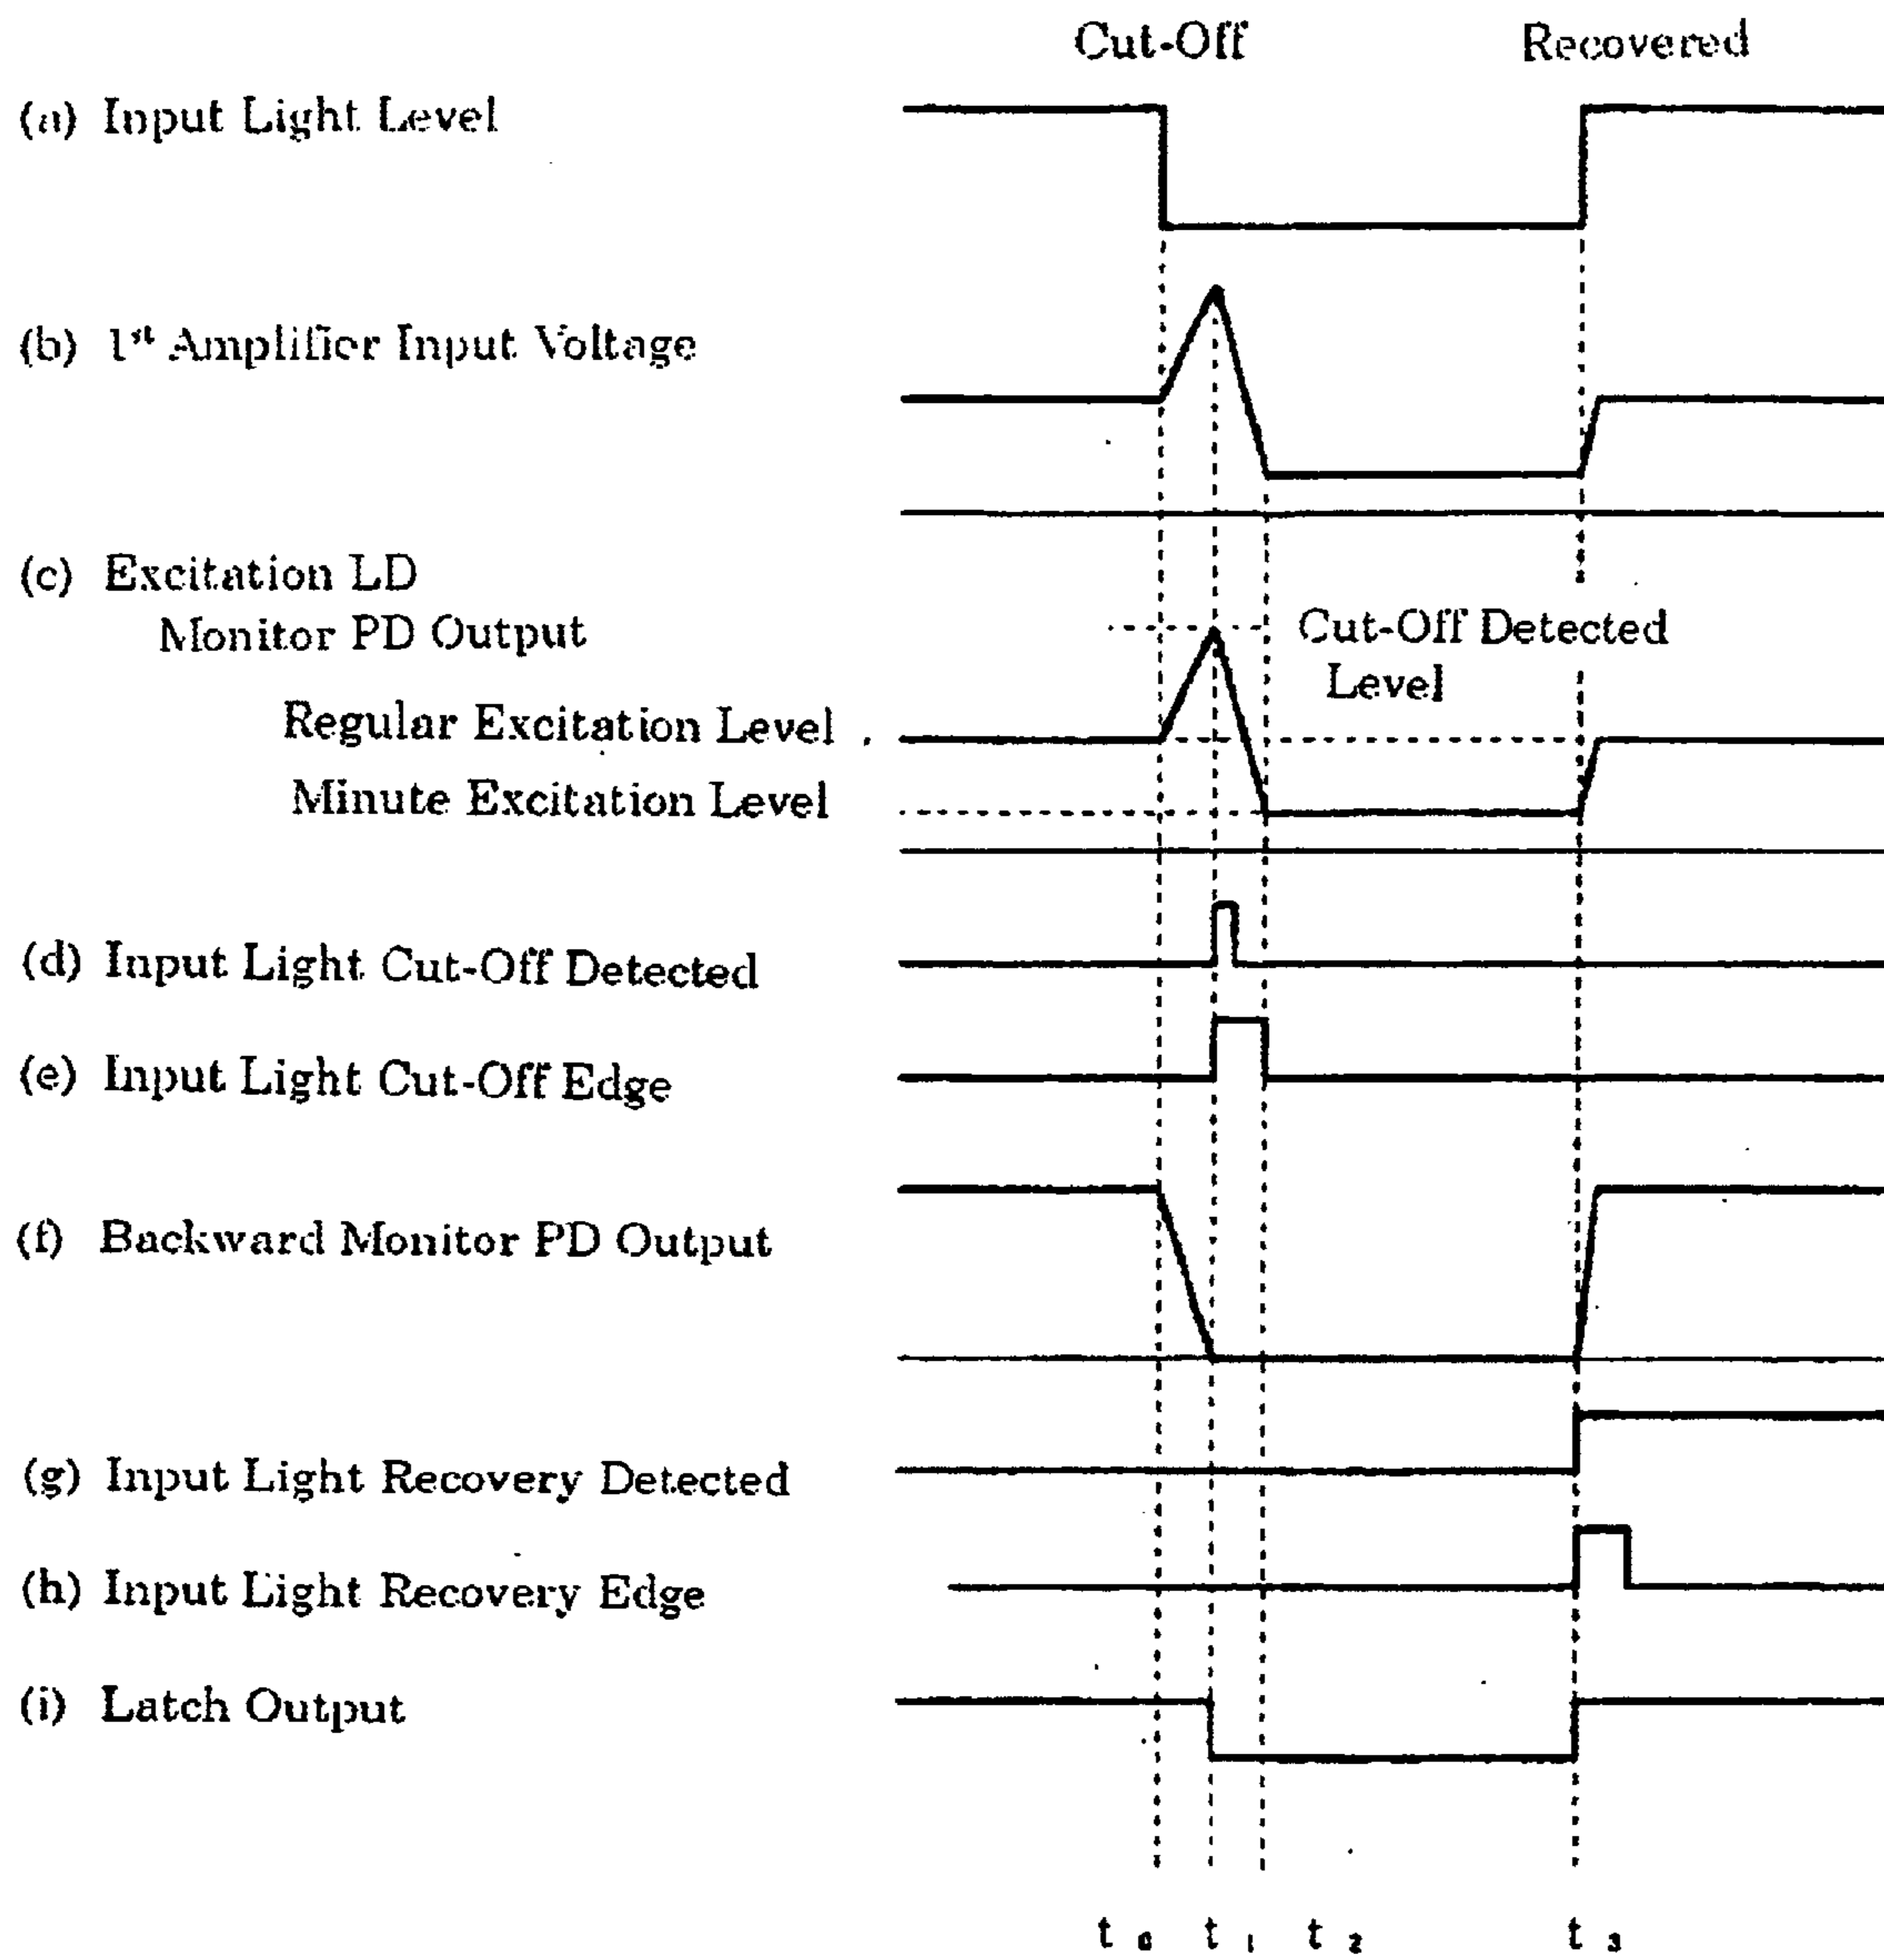 Cut-Off Recovered
(a) Input Light Level
(b) 1st Amplifier Input Voltage
(c) Excitation LD
Monitor PD Output
Cut-Off Detected
Level
Regular Excitation Level
Minute Excitation Level
(d) Input Light Cut-Off Detected
(e) Input Light Cut-Off Edge
(f) Backward Monitor PD Output
(g) Input Light Recovery Detected
(h) Input Light Recovery Edge
(i) Latch Output
t0 t1 t2 t3